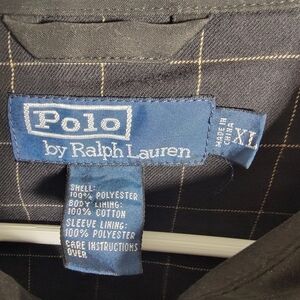 Polo
by Ralph Lauren
MADE IN
CHINA
XL
SHELL:
100% POLYESTER
BODY LINING:
100% COTTON
SLEEVE LINING:
100% POLYESTER
CARE INSTRUCTIONS
OVER